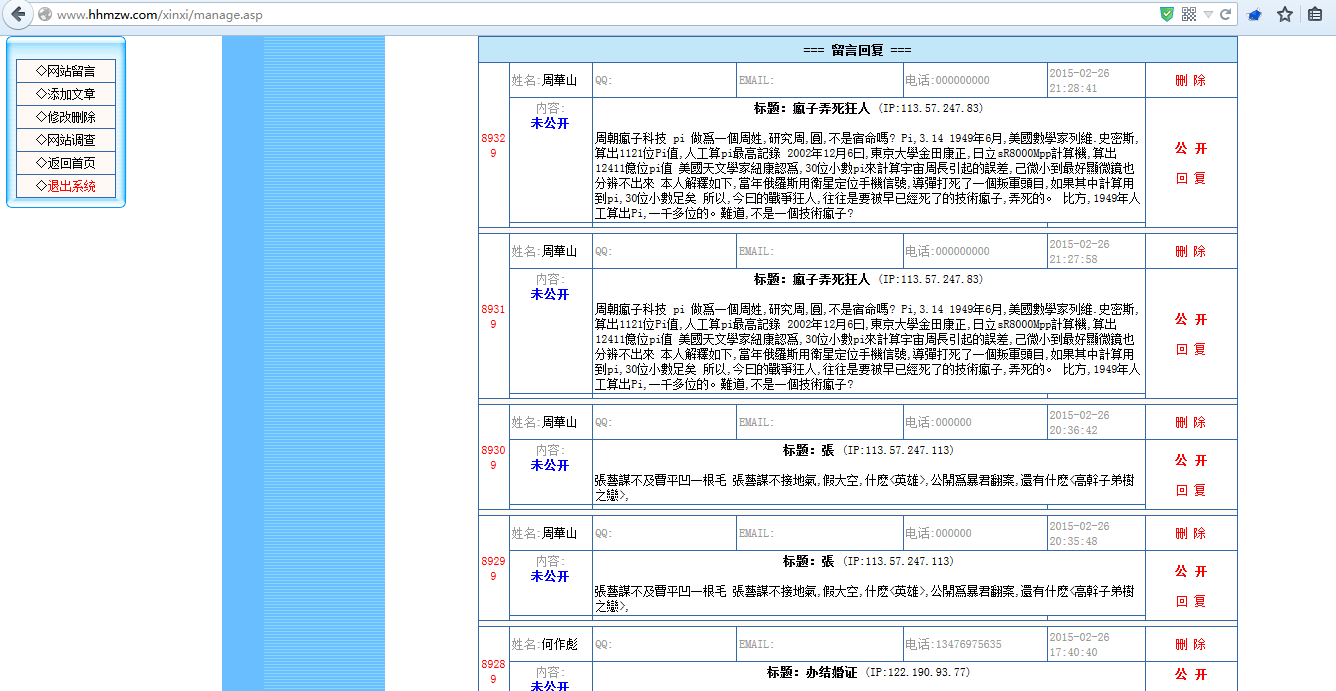 www.hhmzw.com/xinxi/manage.asp
◇网站留言
◇添加文章
◇修改删除
◇网站调查
◇返回首页
◇退出系统
=== 留言回复 ===
姓名:周華山 QQ: EMAIL: 电话:000000000 2015-02-26 21:28:41 删 除
89329
内容:
未公开
标题: 瘋子弄死狂人 (IP:113.57.247.83)
周朝瘋子科技 pi 做爲一個周姓,研究周,圓,不是宿命嗎? Pi,3.14 1949年6月,美國數學家列維.史密斯,
算出1121位Pi值,人工算pi最高記錄 2002年12月6日,東京大學金田康正,日立sR8000Mpp計算機,算出
12411億位pi值 美國天文學家紐康認爲,30位小數pi來計算宇宙周長引起的誤差,己微小到最好顯微鏡也
分辨不出來 本人解釋如下,當年俄羅斯用衛星定位手機信號,導彈打死了一個叛軍頭目,如果其中計算用
到pi,30位小數足矣 所以,今日的戰爭狂人,往往是要被早已經死了的技術瘋子,弄死的。 比方,1949年人
工算出Pi,一千多位的。難道,不是一個技術瘋子?
公 开
回 复
姓名:周華山 QQ: EMAIL: 电话:000000000 2015-02-26 21:27:58 删 除
89319
内容:
未公开
标题: 瘋子弄死狂人 (IP:113.57.247.83)
周朝瘋子科技 pi 做爲一個周姓,研究周,圓,不是宿命嗎? Pi,3.14 1949年6月,美國數學家列維.史密斯,
算出1121位Pi值,人工算pi最高記錄 2002年12月6日,東京大學金田康正,日立sR8000Mpp計算機,算出
12411億位pi值 美國天文學家紐康認爲,30位小數pi來計算宇宙周長引起的誤差,己微小到最好顯微鏡也
分辨不出來 本人解釋如下,當年俄羅斯用衛星定位手機信號,導彈打死了一個叛軍頭目,如果其中計算用
到pi,30位小數足矣 所以,今日的戰爭狂人,往往是要被早已經死了的技術瘋子,弄死的。 比方,1949年人
工算出Pi,一千多位的。難道,不是一個技術瘋子?
公 开
回 复
姓名:周華山 QQ: EMAIL: 电话:000000 2015-02-26 20:36:42 删 除
89309
内容:
未公开
标题: 張 (IP:113.57.247.113)
張藝謀不及賈平凹一根毛 張藝謀不接地氣,假大空,什麽<英雄>,公開爲暴君翻案,還有什麽<高幹子弟樹
之戀>,
公 开
回 复
姓名:周華山 QQ: EMAIL: 电话:000000 2015-02-26 20:35:48 删 除
89299
内容:
未公开
标题: 張 (IP:113.57.247.113)
張藝謀不及賈平凹一根毛 張藝謀不接地氣,假大空,什麽<英雄>,公開爲暴君翻案,還有什麽<高幹子弟樹
之戀>,
公 开
回 复
姓名:何作彪 QQ: EMAIL: 电话:13476975635 2015-02-26 17:40:40 删 除
89289
内容:
未公开
标题: 办结婚证 (IP:122.190.93.77)
公 开